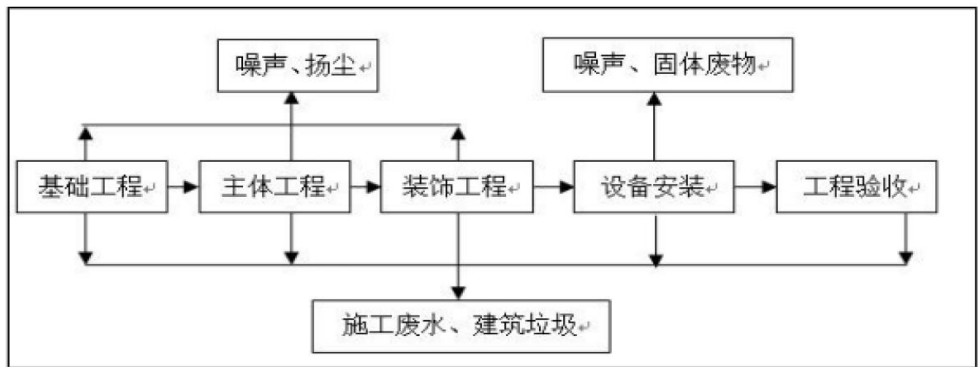 噪声、扬尘
噪声、固体废物
基础工程
主体工程
装饰工程
设备安装
工程验收
施工废水、建筑垃圾